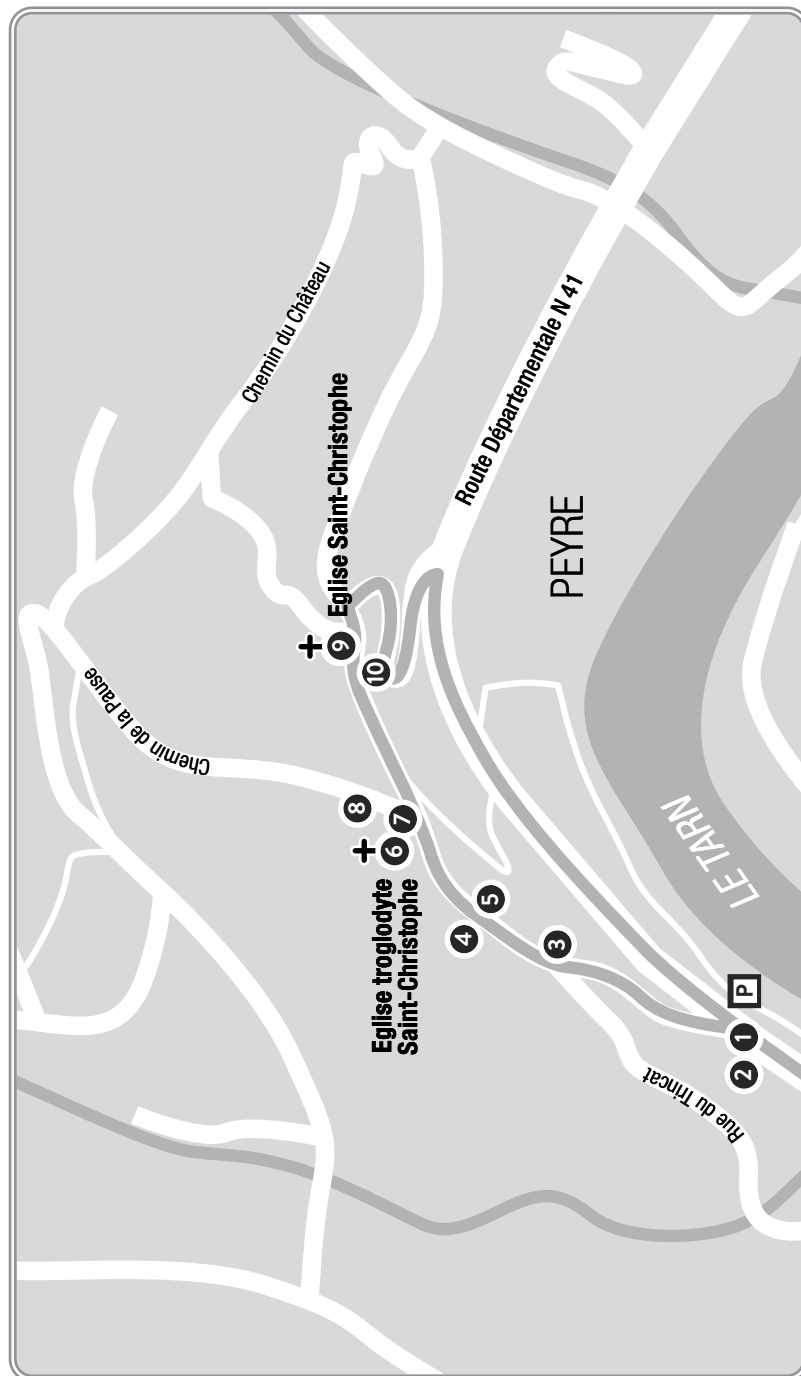 Chemin du Château
Eglise Saint-Christophe
Route Départementale N 41
PEYRE
Chemin de la Pause
9
10
8
7
6
Eglise troglodyte
Saint-Christophe
5
4
3
LE TARN
P
1
2
Rue du Trincat